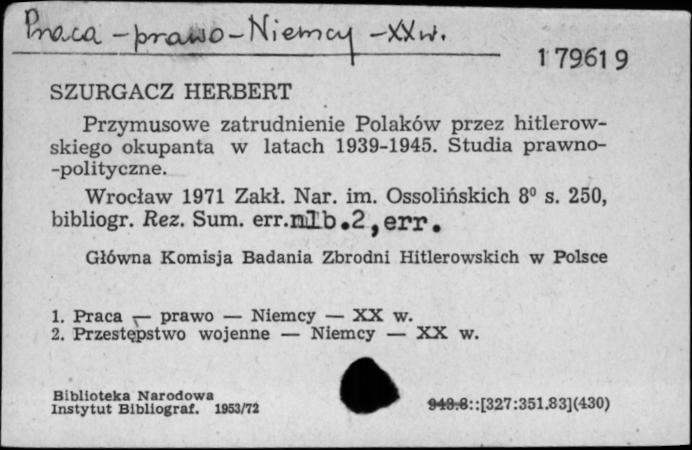 Praca – prawo – Niemcy – XX w.
179619
SZURGACZ HERBERT
Przymusowe zatrudnienie Polaków przez hitlerow-
skiego okupanta w latach 1939-1945. Studia prawno-
-polityczne.
Wrocław 1971 Zakł. Nar. im. Ossolińskich 8⁰ s. 250,
bibliogr. Rez. Sum. err.nlb.2,err.
Główna Komisja Badania Zbrodni Hitlerowskich w Polsce
1. Praca — prawo — Niemcy — XX w.
2. Przestępstwo wojenne — Niemcy — XX w.
Biblioteka Narodowa
Instytut Bibliograf. 1953/72
943.8::[327:351.83](430)